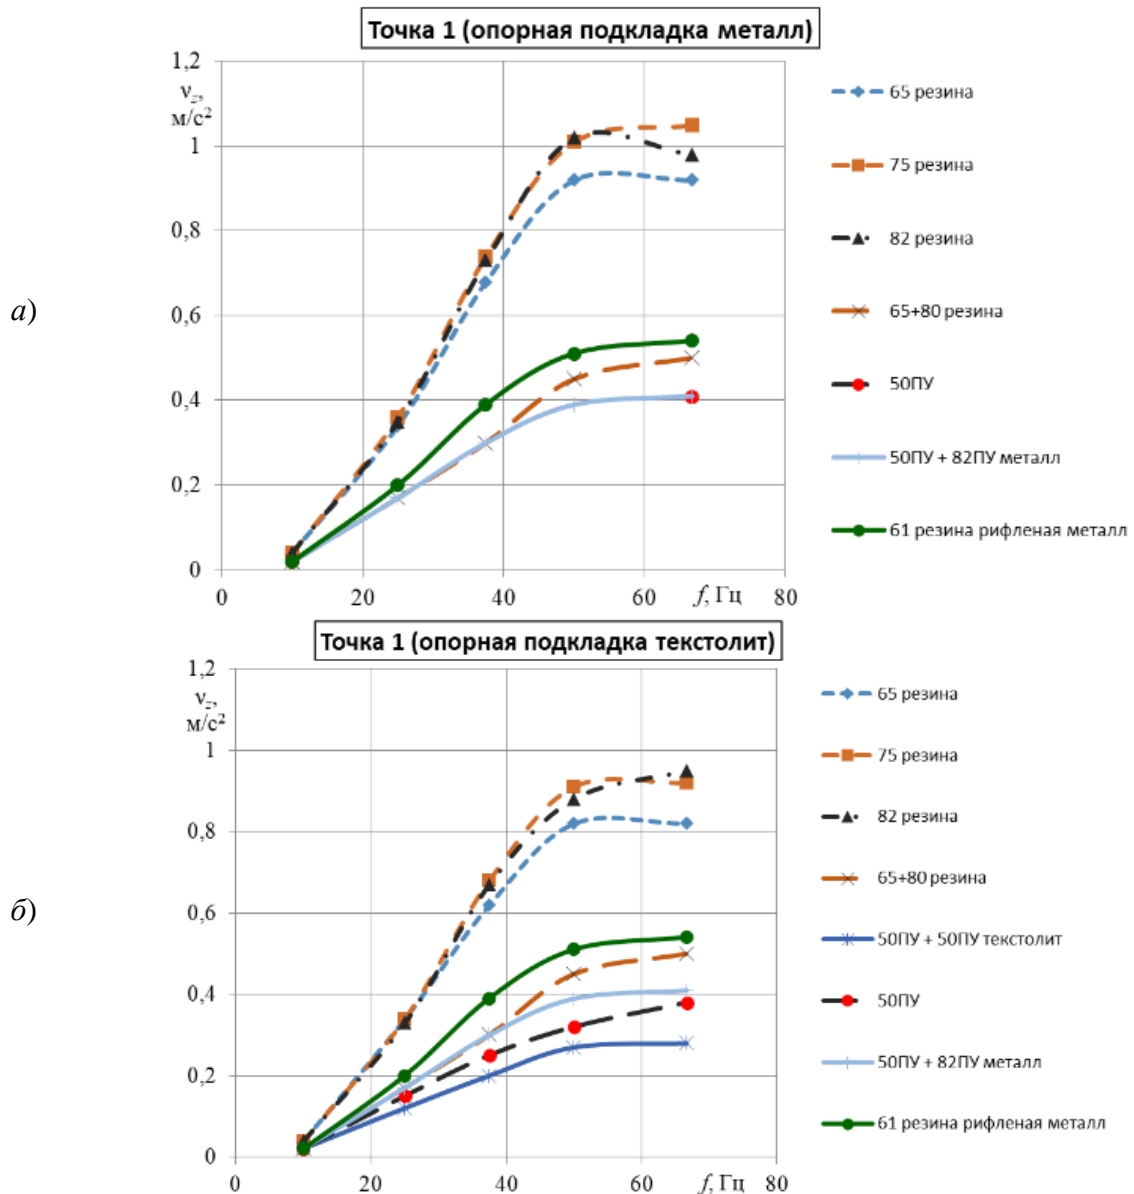 Точка 1 (опорная подкладка металл)
а)
1,2
νz,
м/с²
1
0,8
0,6
0,4
0,2
0
0 20 40 60 f, Гц 80
65 резина
75 резина
82 резина
65+80 резина
50ПУ
50ПУ + 82ПУ металл
61 резина рифленая металл
Точка 1 (опорная подкладка текстолит)
б)
1,2
νz,
м/с²
1
0,8
0,6
0,4
0,2
0
0 20 40 60 f, Гц 80
65 резина
75 резина
82 резина
65+80 резина
50ПУ + 50ПУ текстолит
50ПУ
50ПУ + 82ПУ металл
61 резина рифленая металл